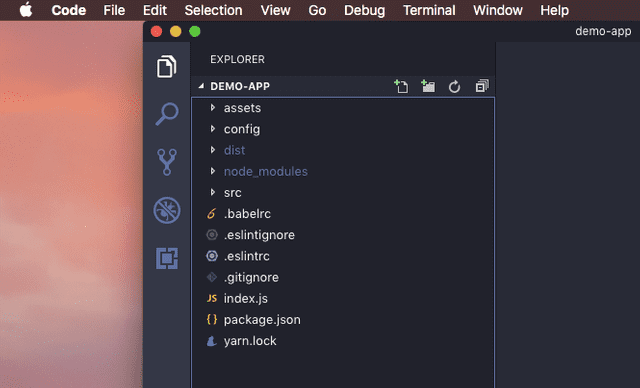 Code File Edit Selection View Go Debug Terminal Window Help
demo-app
EXPLORER
DEMO-APP
assets
config
dist
node_modules
src
.babelrc
.eslintignore
.eslintrc
.gitignore
JS index.js
{ } package.json
yarn.lock